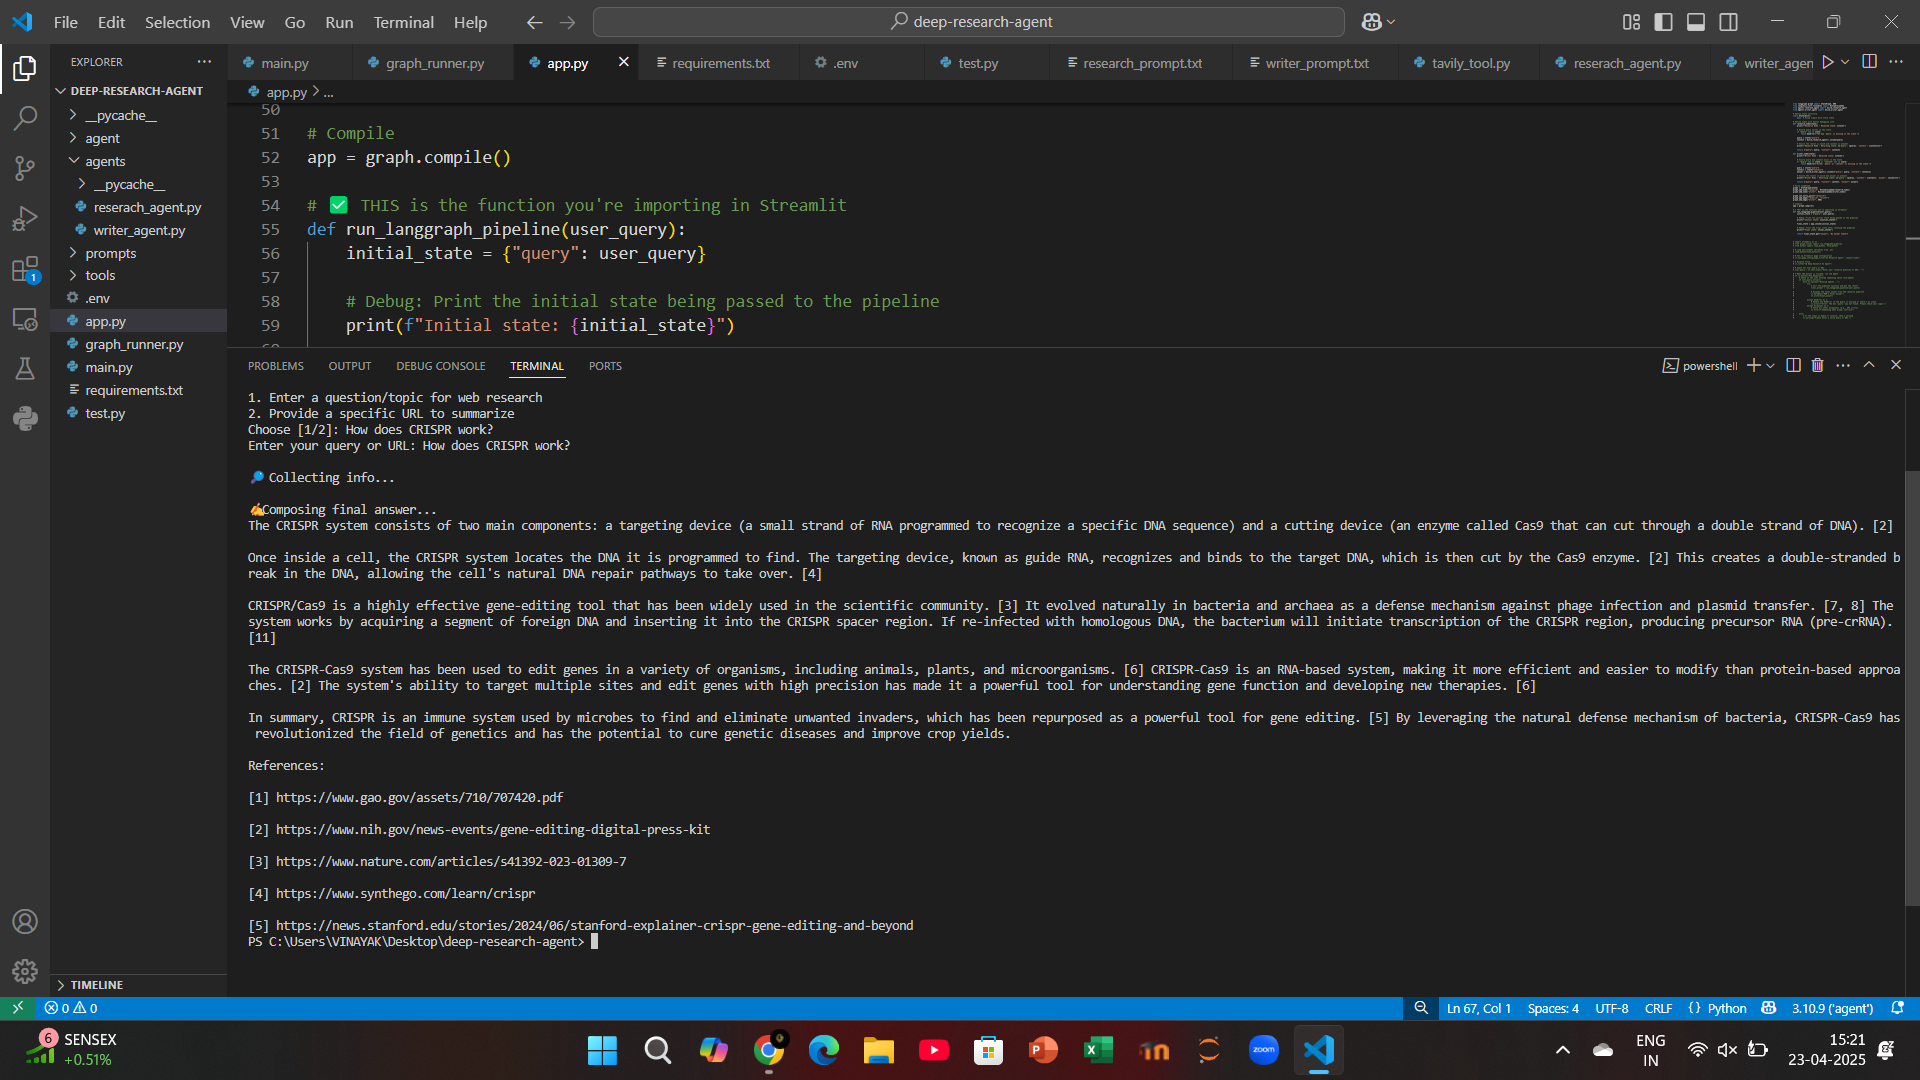 File Edit Selection View Go Run Terminal Help
deep-research-agent
EXPLORER
DEEP-RESEARCH-AGENT
__pycache__
agent
agents
__pycache__
reserach_agent.py
writer_agent.py
prompts
tools
.env
app.py
graph_runner.py
main.py
requirements.txt
test.py
TIMELINE
1
main.py graph_runner.py app.py requirements.txt .env test.py research_prompt.txt writer_prompt.txt tavily_tool.py reserach_agent.py writer_agen
app.py > ...
50
51 # Compile
52 app = graph.compile()
53
54 # ✅ THIS is the function you're importing in Streamlit
55 def run_langgraph_pipeline(user_query):
56 initial_state = {"query": user_query}
57
58 # Debug: Print the initial state being passed to the pipeline
59 print(f"Initial state: {initial_state}")
PROBLEMS OUTPUT DEBUG CONSOLE TERMINAL PORTS
powershell
1. Enter a question/topic for web research
2. Provide a specific URL to summarize
Choose [1/2]: How does CRISPR work?
Enter your query or URL: How does CRISPR work?
🔎 Collecting info...
✍Composing final answer...
The CRISPR system consists of two main components: a targeting device (a small strand of RNA programmed to recognize a specific DNA sequence) and a cutting device (an enzyme called Cas9 that can cut through a double strand of DNA). [2]
Once inside a cell, the CRISPR system locates the DNA it is programmed to find. The targeting device, known as guide RNA, recognizes and binds to the target DNA, which is then cut by the Cas9 enzyme. [2] This creates a double-stranded b
reak in the DNA, allowing the cell's natural DNA repair pathways to take over. [4]
CRISPR/Cas9 is a highly effective gene-editing tool that has been widely used in the scientific community. [3] It evolved naturally in bacteria and archaea as a defense mechanism against phage infection and plasmid transfer. [7, 8] The
system works by acquiring a segment of foreign DNA and inserting it into the CRISPR spacer region. If re-infected with homologous DNA, the bacterium will initiate transcription of the CRISPR region, producing precursor RNA (pre-crRNA).
[11]
The CRISPR-Cas9 system has been used to edit genes in a variety of organisms, including animals, plants, and microorganisms. [6] CRISPR-Cas9 is an RNA-based system, making it more efficient and easier to modify than protein-based approa
ches. [2] The system's ability to target multiple sites and edit genes with high precision has made it a powerful tool for understanding gene function and developing new therapies. [6]
In summary, CRISPR is an immune system used by microbes to find and eliminate unwanted invaders, which has been repurposed as a powerful tool for gene editing. [5] By leveraging the natural defense mechanism of bacteria, CRISPR-Cas9 has
revolutionized the field of genetics and has the potential to cure genetic diseases and improve crop yields.
References:
[1] https://www.gao.gov/assets/710/707420.pdf
[2] https://www.nih.gov/news-events/gene-editing-digital-press-kit
[3] https://www.nature.com/articles/s41392-023-01309-7
[4] https://www.synthego.com/learn/crispr
[5] https://news.stanford.edu/stories/2024/06/stanford-explainer-crispr-gene-editing-and-beyond
PS C:\Users\VINAYAK\Desktop\deep-research-agent>
0 0
Ln 67, Col 1 Spaces: 4 UTF-8 CRLF {} Python 3.10.9 ('agent')
6 SENSEX
+0.51%
zoom
ENG
IN
15:21
23-04-2025